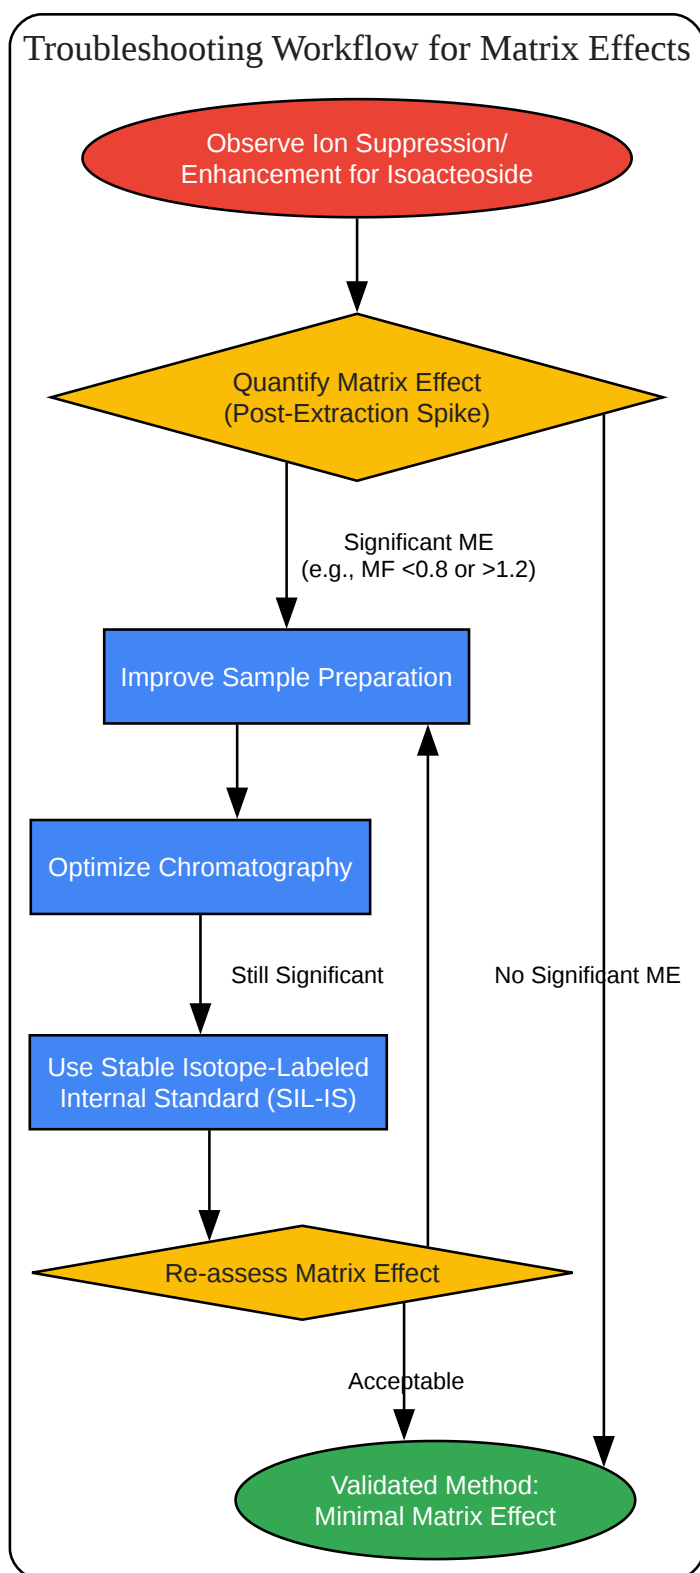 Troubleshooting Workflow for Matrix Effects
Observe Ion Suppression/
Enhancement for Isoacteoside
Quantify Matrix Effect
(Post-Extraction Spike)
Significant ME
(e.g., MF <0.8 or >1.2)
Improve Sample Preparation
Optimize Chromatography
Still Significant
No Significant ME
Use Stable Isotope-Labeled
Internal Standard (SIL-IS)
Re-assess Matrix Effect
Acceptable
Validated Method:
Minimal Matrix Effect